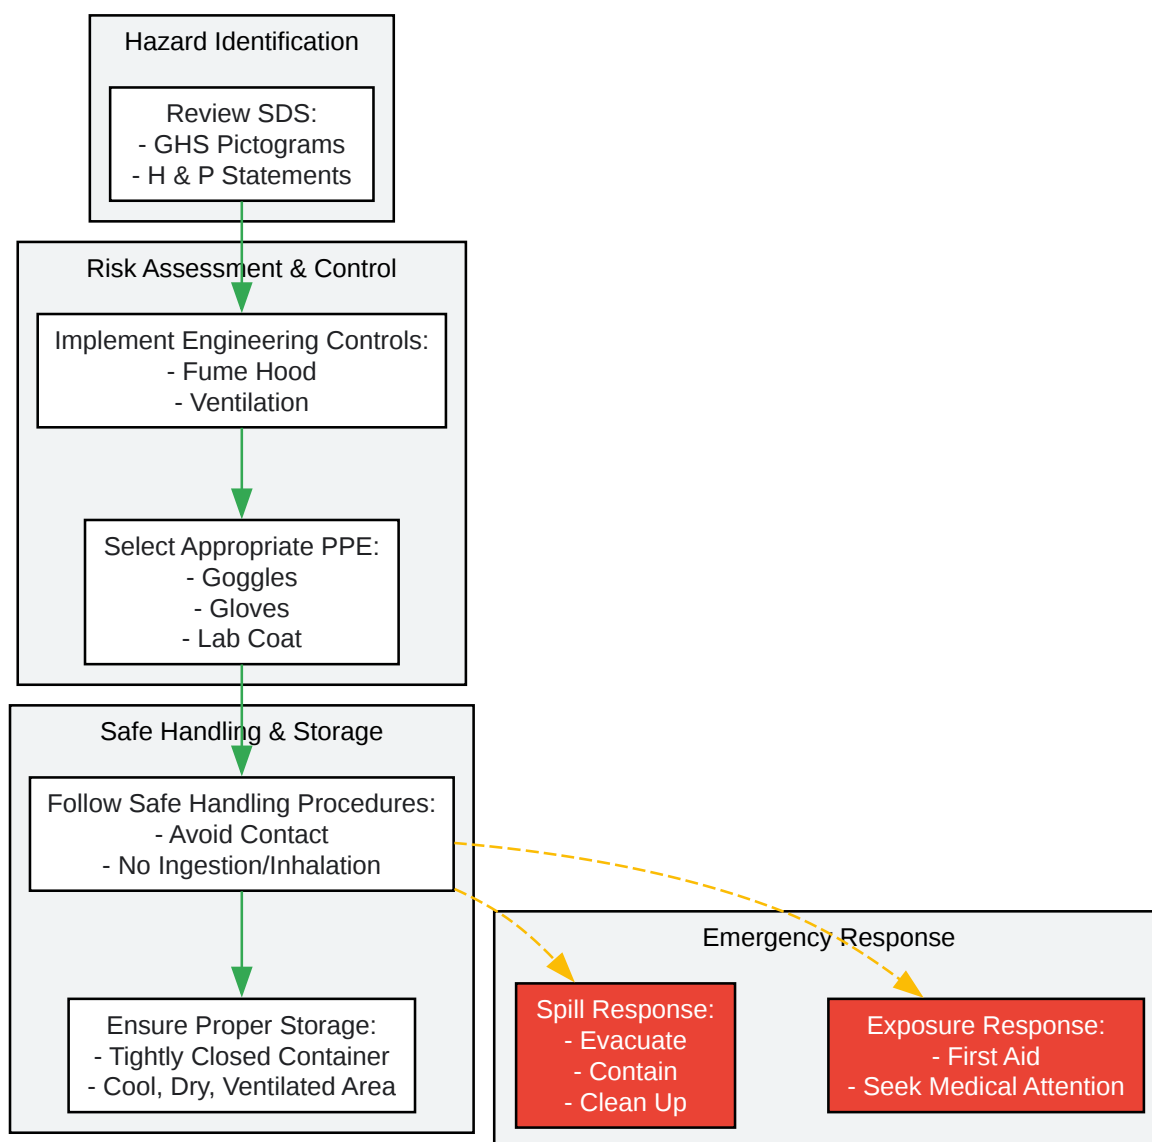 Hazard Identification
Review SDS:
- GHS Pictograms
- H & P Statements
Risk Assessment & Control
Implement Engineering Controls:
- Fume Hood
- Ventilation
Select Appropriate PPE:
- Goggles
- Gloves
- Lab Coat
Safe Handling & Storage
Follow Safe Handling Procedures:
- Avoid Contact
- No Ingestion/Inhalation
Ensure Proper Storage:
- Tightly Closed Container
- Cool, Dry, Ventilated Area
Emergency Response
Spill Response:
- Evacuate
- Contain
- Clean Up
Exposure Response:
- First Aid
- Seek Medical Attention